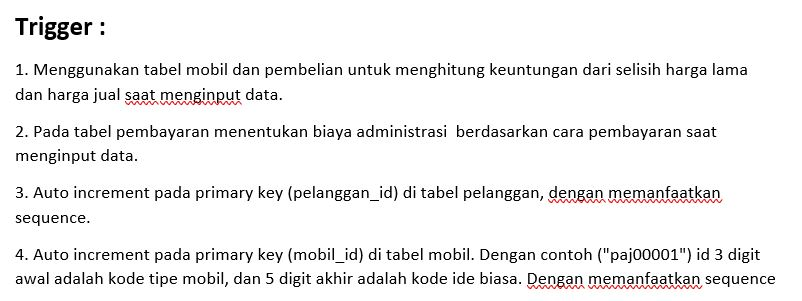 Trigger :
1. Menggunakan tabel mobil dan pembelian untuk menghitung keuntungan dari selisih harga lama
dan harga jual saat menginput data.
2. Pada tabel pembayaran menentukan biaya administrasi  berdasarkan cara pembayaran saat
menginput data.
3. Auto increment pada primary key (pelanggan_id) di tabel pelanggan, dengan memanfaatkan
sequence.
4. Auto increment pada primary key (mobil_id) di tabel mobil. Dengan contoh ("paj00001") id 3 digit
awal adalah kode tipe mobil, dan 5 digit akhir adalah kode ide biasa. Dengan memanfaatkan sequence